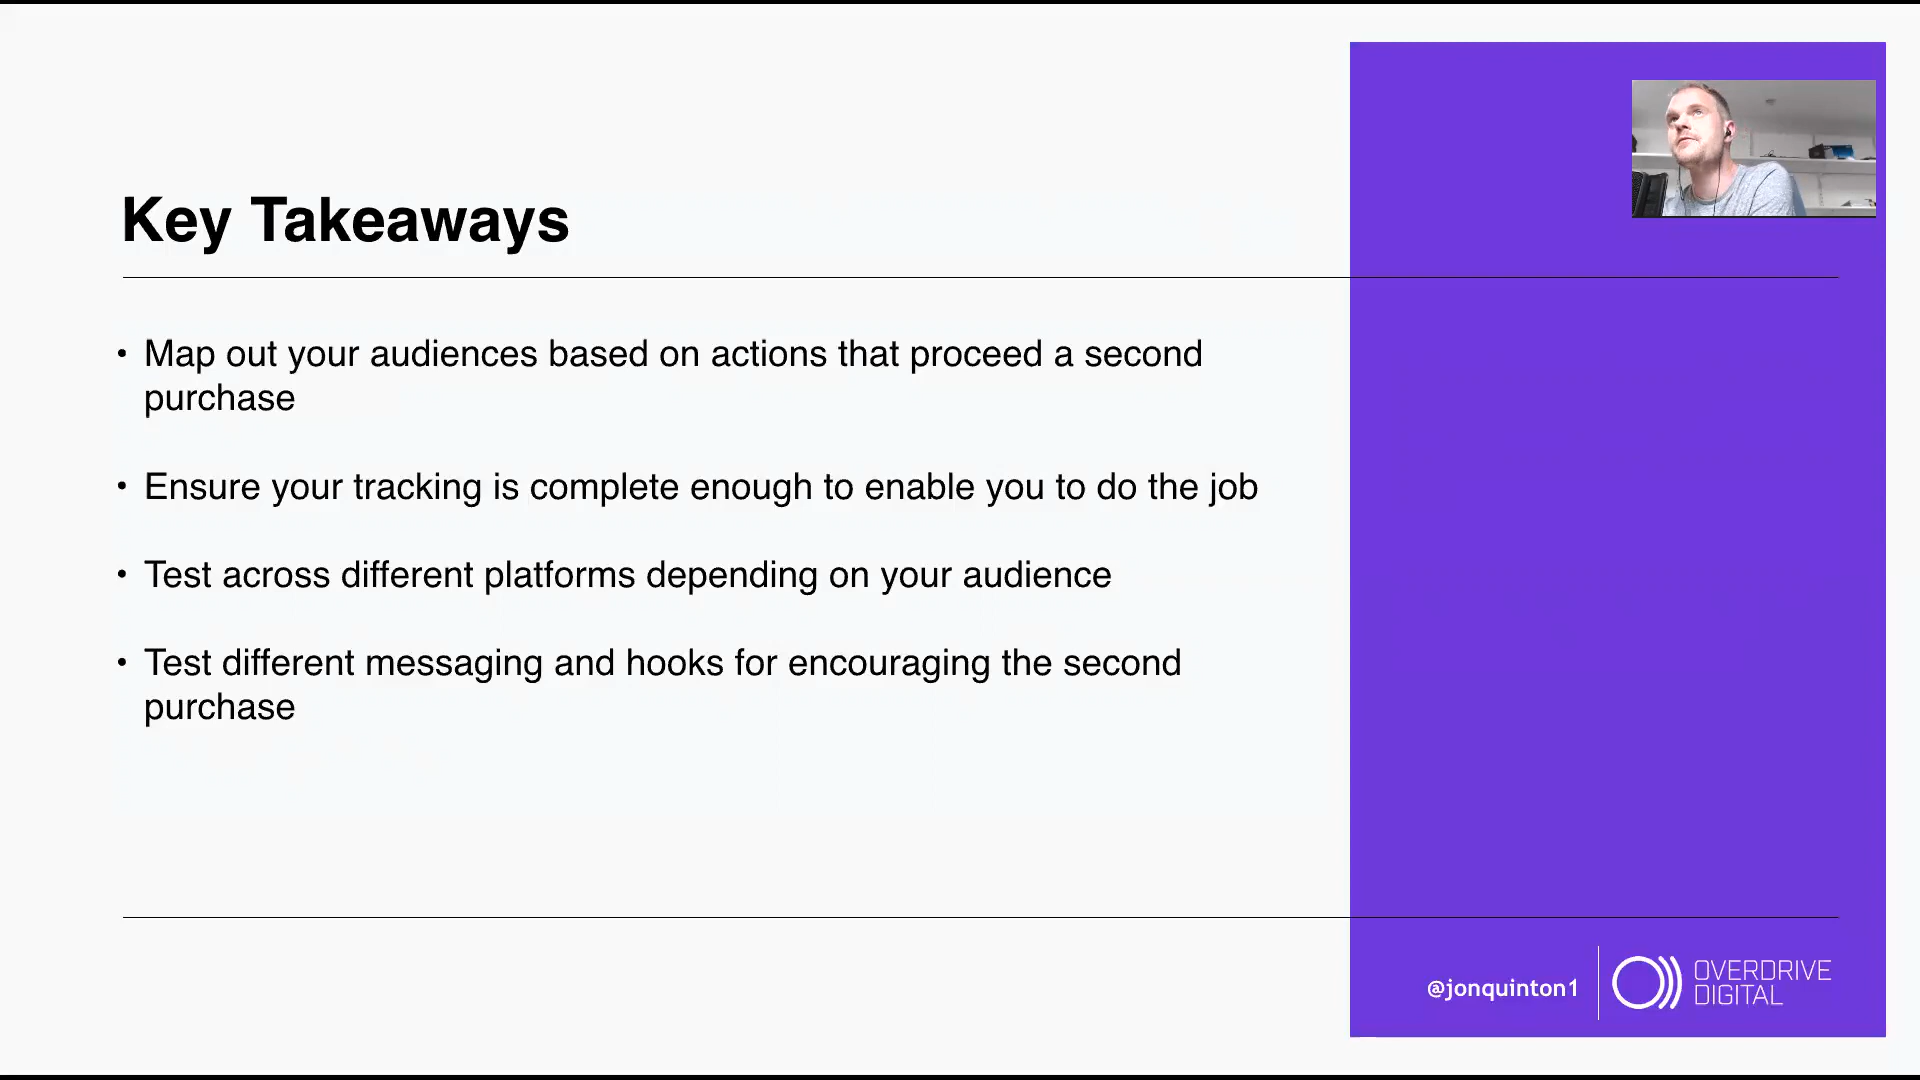 Key Takeaways
• Map out your audiences based on actions that proceed a second
purchase
• Ensure your tracking is complete enough to enable you to do the job
• Test across different platforms depending on your audience
• Test different messaging and hooks for encouraging the second
purchase
@jonquinton1
OVERDRIVE
DIGITAL